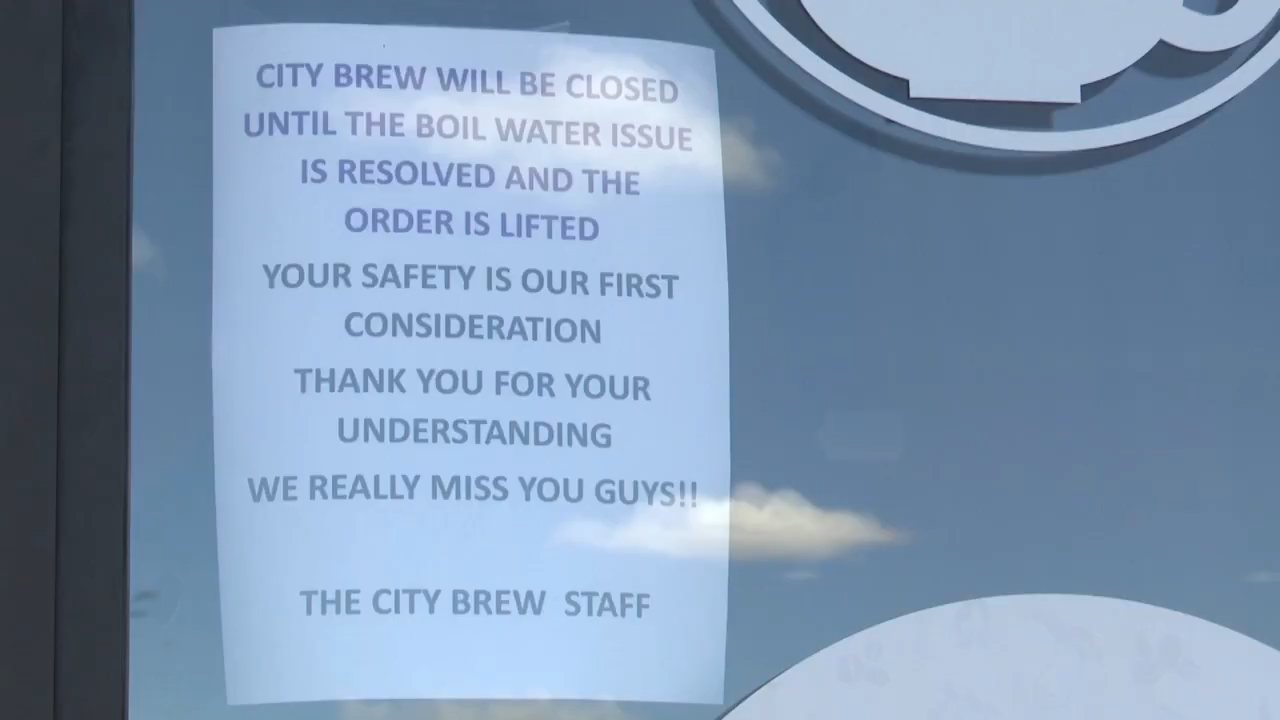 CITY BREW WILL BE CLOSED
UNTIL THE BOIL WATER ISSUE
IS RESOLVED AND THE
ORDER IS LIFTED
YOUR SAFETY IS OUR FIRST
CONSIDERATION
THANK YOU FOR YOUR
UNDERSTANDING
WE REALLY MISS YOU GUYS!!
THE CITY BREW STAFF